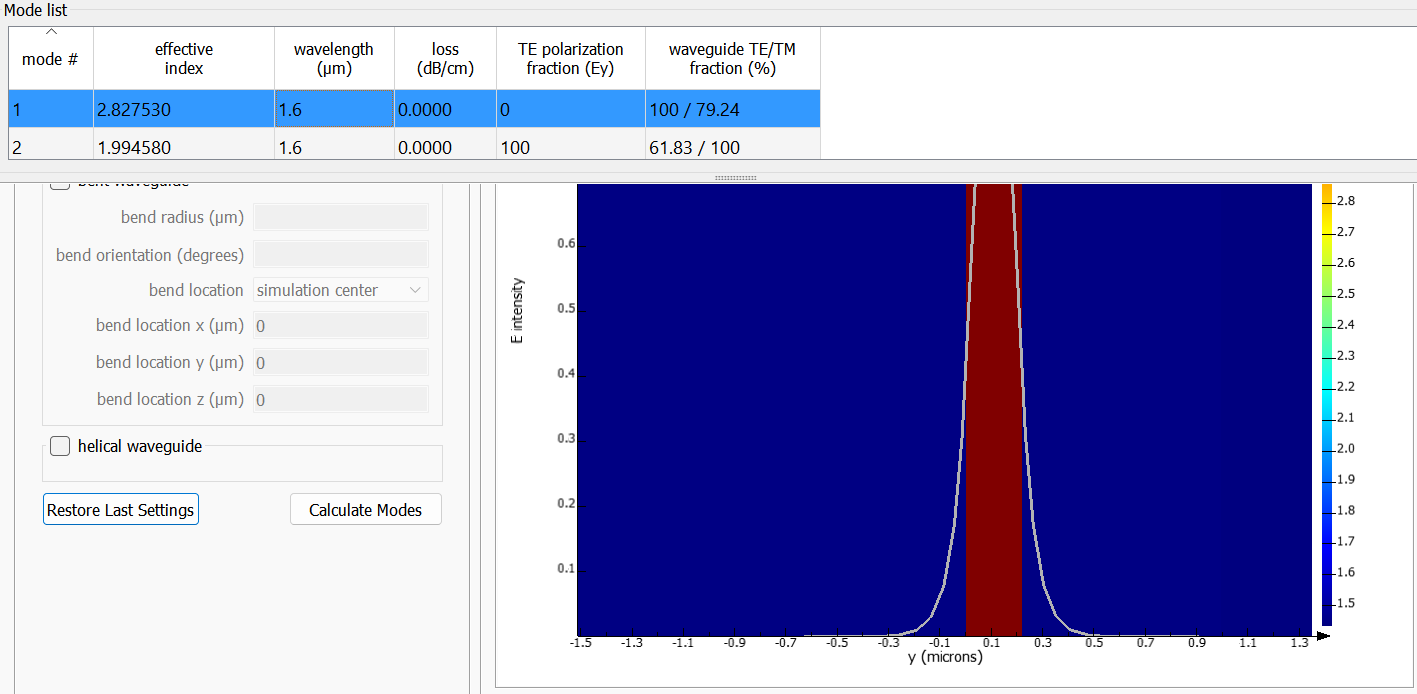 Mode list
mode #
effective
index
wavelength
(µm)
loss
(dB/cm)
TE polarization
fraction (Ey)
waveguide TE/TM
fraction (%)
1 2.827530 1.6 0.0000 0 100 / 79.24
2 1.994580 1.6 0.0000 100 61.83 / 100
bent waveguide
bend radius (µm)
bend orientation (degrees)
bend location simulation center
bend location x (µm) 0
bend location y (µm) 0
bend location z (µm) 0
helical waveguide
Restore Last Settings Calculate Modes
E intensity
0.6
0.5
0.4
0.3
0.2
0.1
-1.5 -1.3 -1.1 -0.9 -0.7 -0.5 -0.3 -0.1 0.1 0.3 0.5 0.7 0.9 1.1 1.3
y (microns)
2.8
2.7
2.6
2.5
2.4
2.3
2.2
2.1
2.0
1.9
1.8
1.7
1.6
1.5